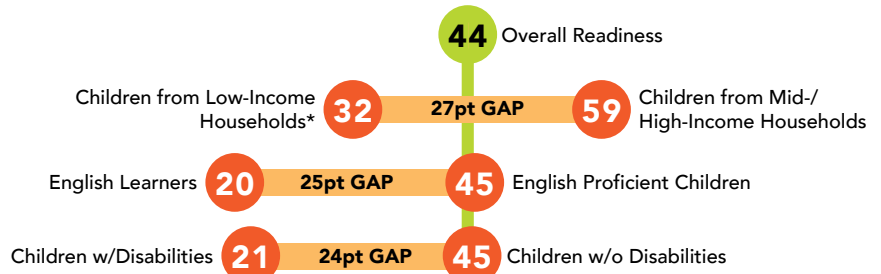 44 Overall Readiness
Children from Low-Income
Households*
32 27pt GAP 59
Children from Mid-/
High-Income Households
English Learners 20 25pt GAP 45 English Proficient Children
Children w/Disabilities 21 24pt GAP 45 Children w/o Disabilities